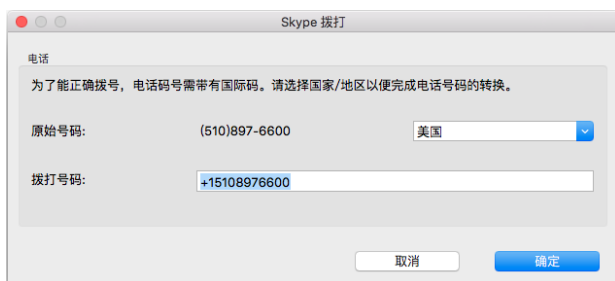 Skype 拨打
电话
为了能正确拨号，电话码号需带有国际码。请选择国家/地区以便完成电话号码的转换。
原始号码: (510)897-6600 美国
拨打号码: +15108976600
取消 确定